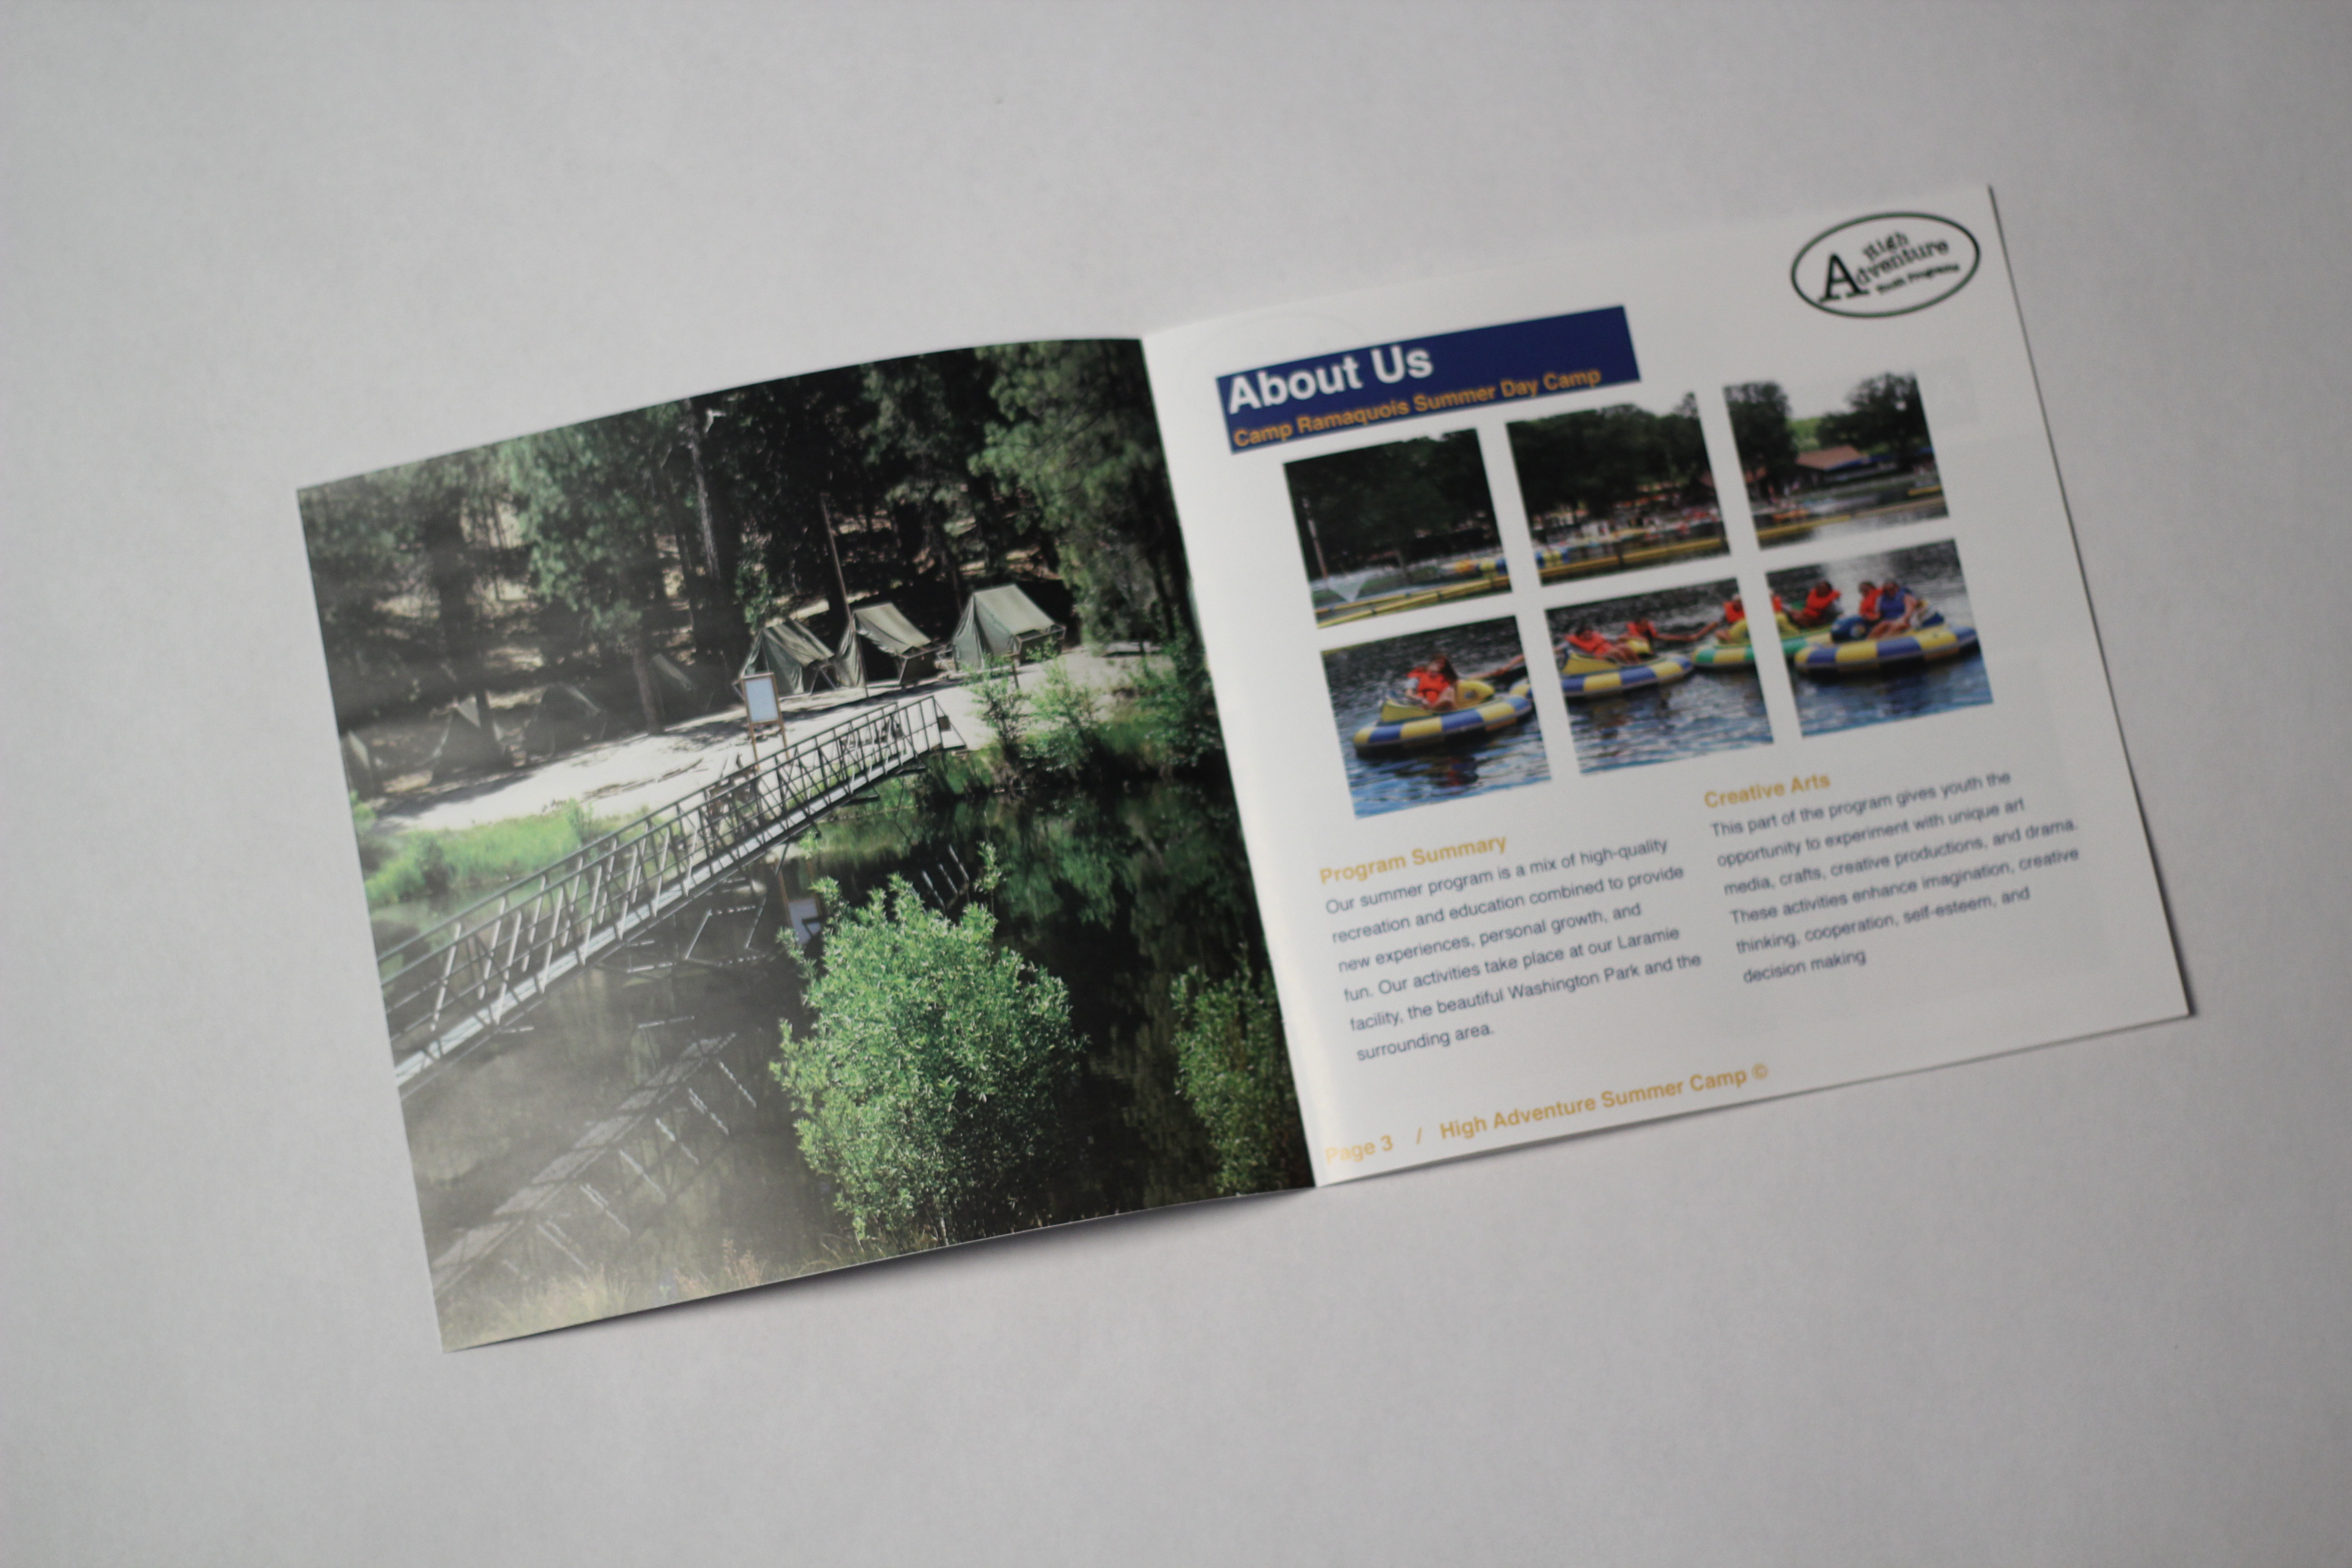 High
Adventure
Youth Programs
About Us
Camp Ramaquois Summer Day Camp
Program Summary
Our summer program is a mix of high-quality
recreation and education combined to provide
new experiences, personal growth, and
fun. Our activities take place at our Laramie
facility, the beautiful Washington Park and the
surrounding area.
Creative Arts
This part of the program gives youth the
opportunity to experiment with unique art
media, crafts, creative productions, and drama.
These activities enhance imagination, creative
thinking, cooperation, self-esteem, and
decision making
Page 3 / High Adventure Summer Camp ©